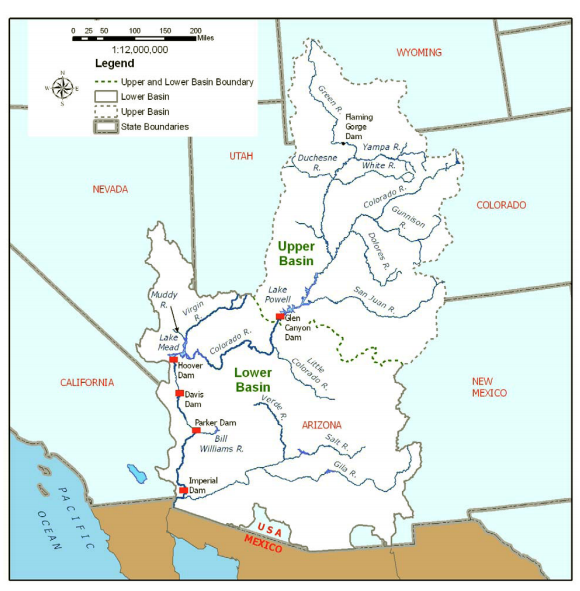 0 25 50 100 150 200
Miles
1:12,000,000
Legend
Upper and Lower Basin Boundary
Lower Basin
Upper Basin
State Boundaries
N
W
E
S
WYOMING
Green R.
Flaming
Gorge
Dam
Yampa R.
White R.
Duchesne
R.
UTAH
NEVADA
Colorado R.
Gunnison
R.
COLORADO
Dolores R.
Upper
Basin
Lake
Powell
San Juan R.
Muddy
R.
Virgin
R.
Glen
Canyon
Dam
Lake
Mead
Colorado R.
Hoover
Dam
Little
Colorado R.
Lower
Basin
CALIFORNIA
NEW
MEXICO
Davis
Dam
Verde R.
Parker Dam
ARIZONA
Bill
Williams R.
Salt R.
Gila R.
Imperial
Dam
PACIFIC
OCEAN
USA
MEXICO